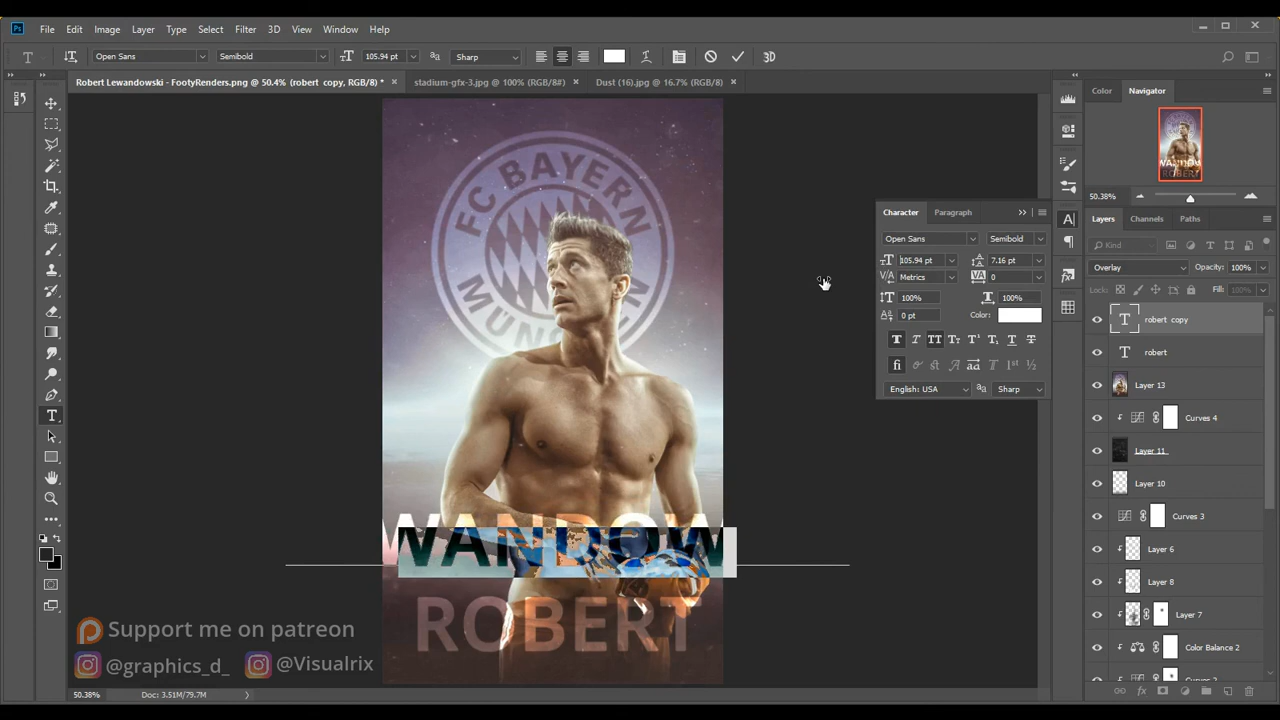 Ps File Edit Image Layer Type Select Filter 3D View Window Help
Open Sans Semibold 105.94 pt Sharp 3D
Robert Lewandowski - FootyRenders.png @ 50.4% (robert copy, RGB/8) * stadium-gfx-3.jpg @ 100% (RGB/8#) Dust (16).jpg @ 16.7% (RGB/8)
Color Navigator
50.38%
Character Paragraph
Open Sans Semibold
105.94 pt 7.16 pt
Metrics 0
100% 100%
0 pt Color:
English: USA Sharp
Layers Channels Paths
Kind
Overlay Opacity: 100%
Lock: Fill: 100%
robert copy
robert
Layer 13
Curves 4
Layer 11
Layer 10
Curves 3
Layer 6
Layer 8
Layer 7
Color Balance 2
FC BAYERN
MÜNCHEN
WANDOW
ROBERT
Support me on patreon
@graphics_d_ @Visualrix
50.38% Doc: 3.51M/79.7M